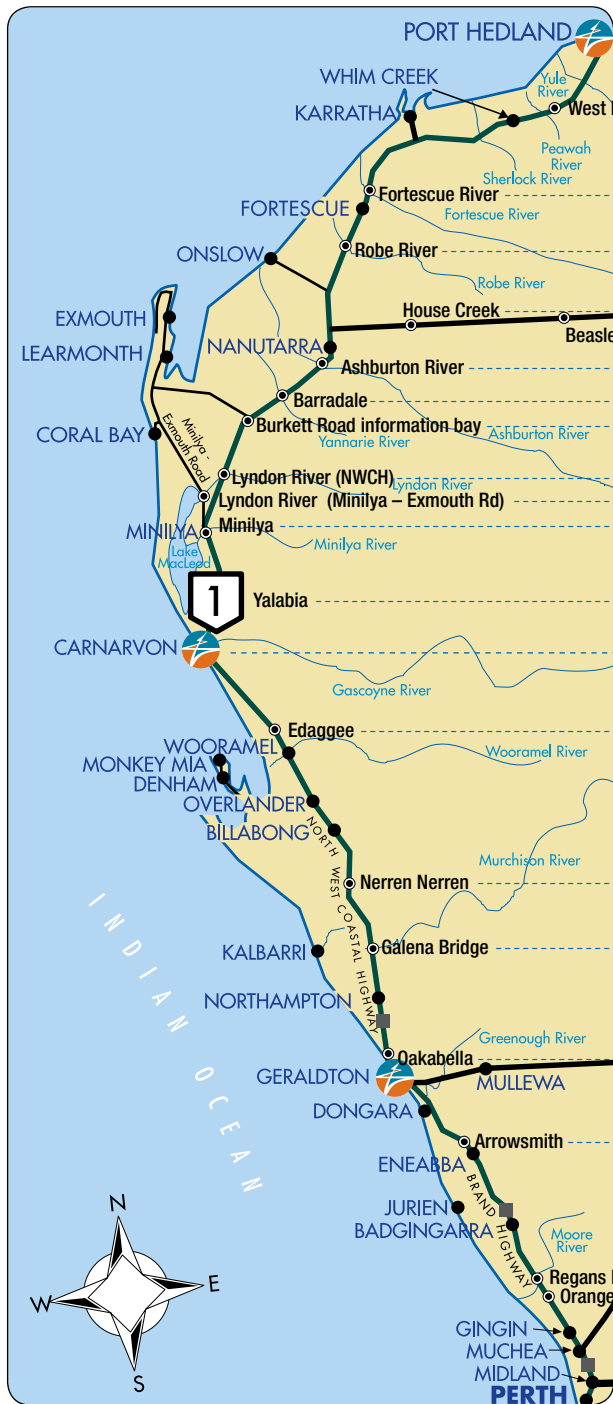 PORT HEDLAND
WHIM CREEK
Yule
River
KARRATHA
West
Peawah
River
Sherlock River
Fortescue River
FORTESCUE
Fortescue River
ONSLOW
Robe River
Robe River
EXMOUTH
House Creek
Beasle
LEARMONTH
NANUTARRA
Ashburton River
Barradale
Minilya -
Exmouth Road
Burkett Road information bay
CORAL BAY
Yannarie River
Ashburton River
Lyndon River (NWCH)
Lyndon River
Lyndon River (Minilya – Exmouth Rd)
MINILYA
Minilya
Minilya River
Lake
MacLeod
1
Yalabia
CARNARVON
Gascoyne River
Edaggee
WOORAMEL
Wooramel River
MONKEY MIA
DENHAM
OVERLANDER
BILLABONG
NORTH WEST COASTAL HIGHWAY
Murchison River
Nerren Nerren
INDIAN OCEAN
KALBARRI
Galena Bridge
NORTHAMPTON
Greenough River
Oakabella
GERALDTON
MULLEWA
DONGARA
Arrowsmith
ENEABBA
BRAND HIGHWAY
JURIEN
BADGINGARRA
Moore
River
N
W
E
S
Regans
Orange
GINGIN
MUCHEA
MIDLAND
PERTH